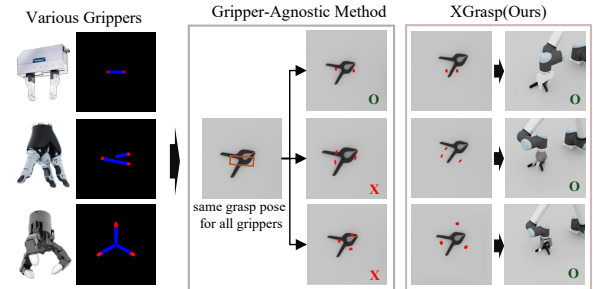 Various Grippers
Gripper-Agnostic Method
XGrasp(Ours)
O
O
O
X
O
same grasp pose
for all grippers
X
O